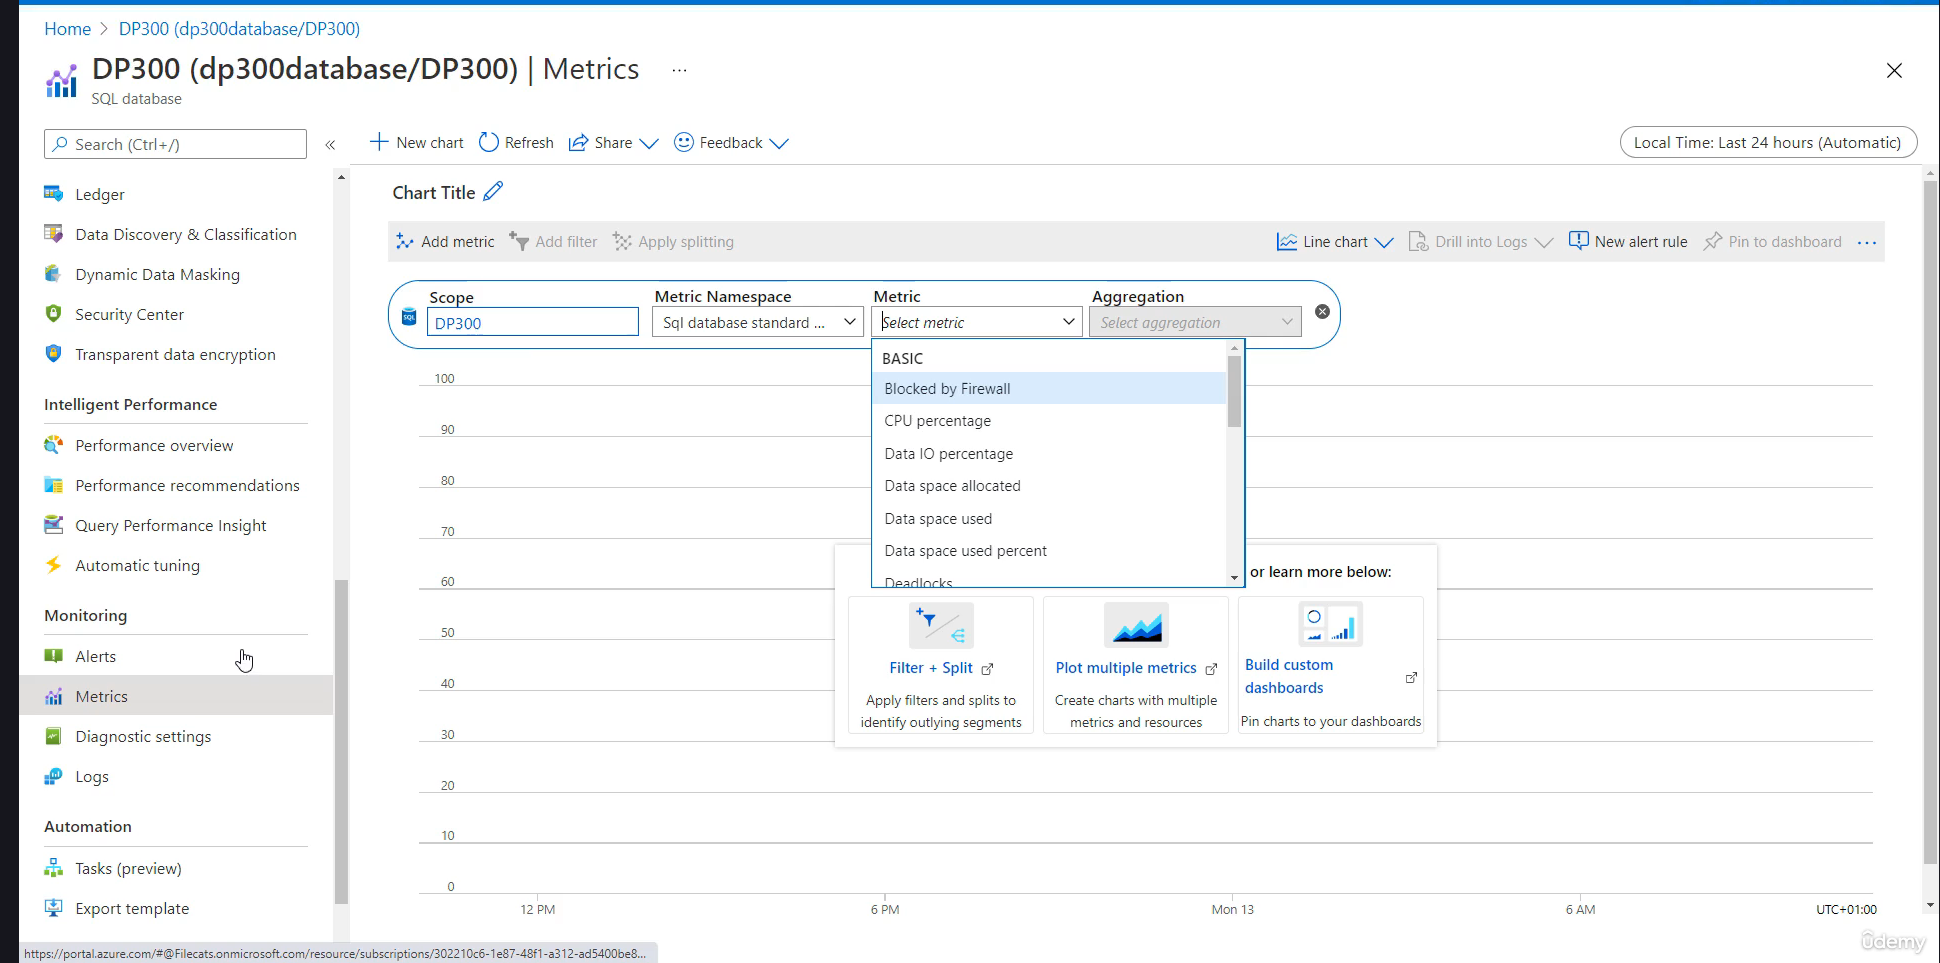 Home > DP300 (dp300database/DP300)
DP300 (dp300database/DP300) | Metrics ...
SQL database
Search (Ctrl+/)
«
New chart
Refresh
Share
Feedback
Local Time: Last 24 hours (Automatic)
Ledger
Data Discovery & Classification
Dynamic Data Masking
Security Center
Transparent data encryption
Intelligent Performance
Performance overview
Performance recommendations
Query Performance Insight
Automatic tuning
Monitoring
Alerts
Metrics
Diagnostic settings
Logs
Automation
Tasks (preview)
Export template
Chart Title
Add metric
Add filter
Apply splitting
Line chart
Drill into Logs
New alert rule
Pin to dashboard
...
Scope
Metric Namespace
Metric
Aggregation
SQL
DP300
Sql database standard ...
Select metric
Select aggregation
BASIC
Blocked by Firewall
CPU percentage
Data IO percentage
Data space allocated
Data space used
Data space used percent
Deadlocks
100
90
80
70
60
50
40
30
20
10
0
or learn more below:
Filter + Split
Apply filters and splits to
identify outlying segments
Plot multiple metrics
Create charts with multiple
metrics and resources
Build custom
dashboards
Pin charts to your dashboards
12 PM
6 PM
Mon 13
6 AM
UTC+01:00
https://portal.azure.com/#@Filecats.onmicrosoft.com/resource/subscriptions/302210c6-1e87-48f1-a312-ad5400be8...
ûdemy